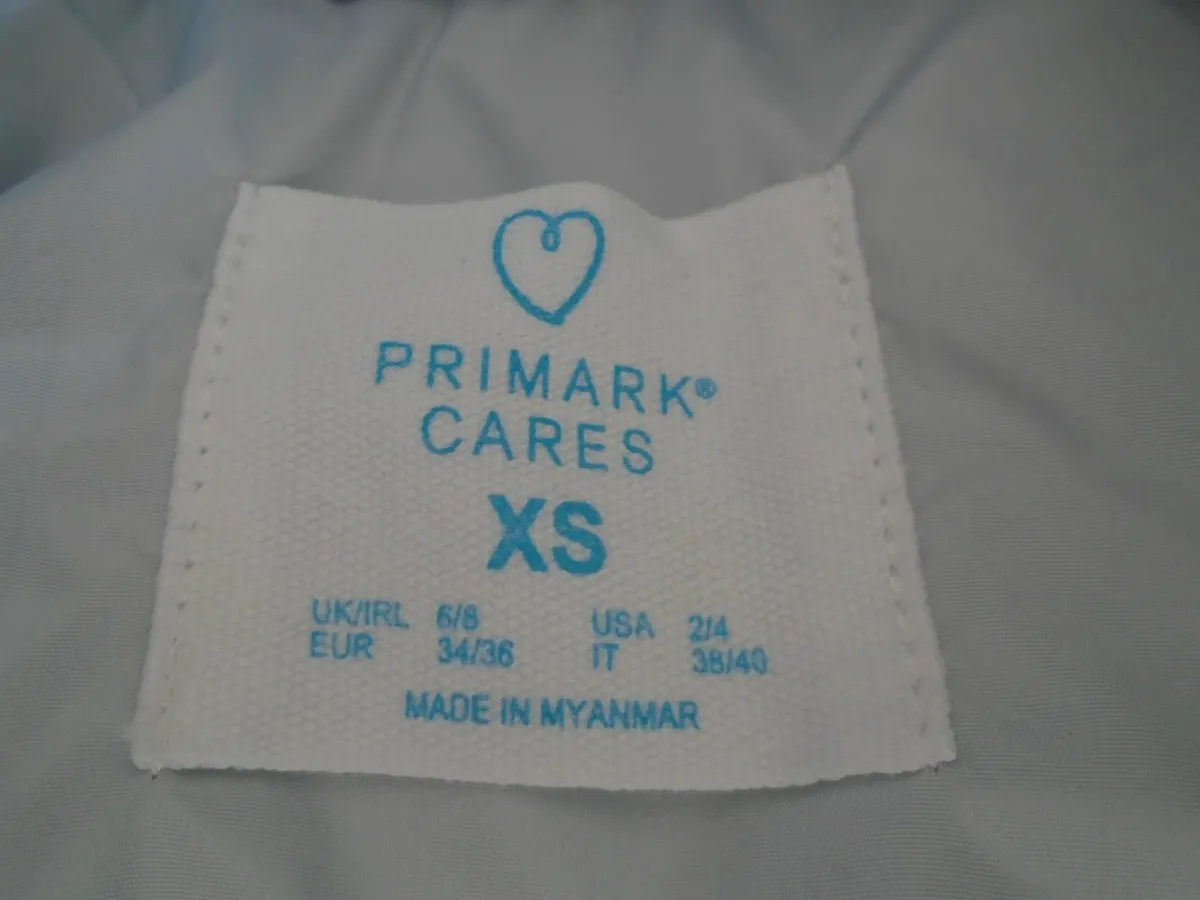 PRIMARK®
CARES
XS
UK/IRL 6/8 USA 2/4
EUR 34/36 IT 38/40
MADE IN MYANMAR